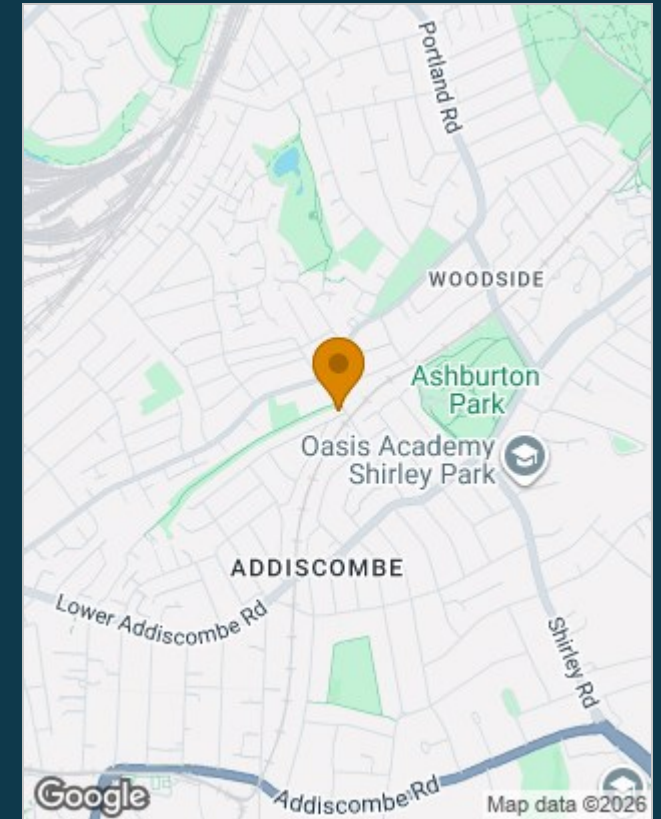 Portland Rd
WOODSIDE
Ashburton
Park
Oasis Academy
Shirley Park
ADDISCOMBE
Lower Addiscombe Rd
Shirley Rd
Addiscombe Rd
Google
Map data ©2026